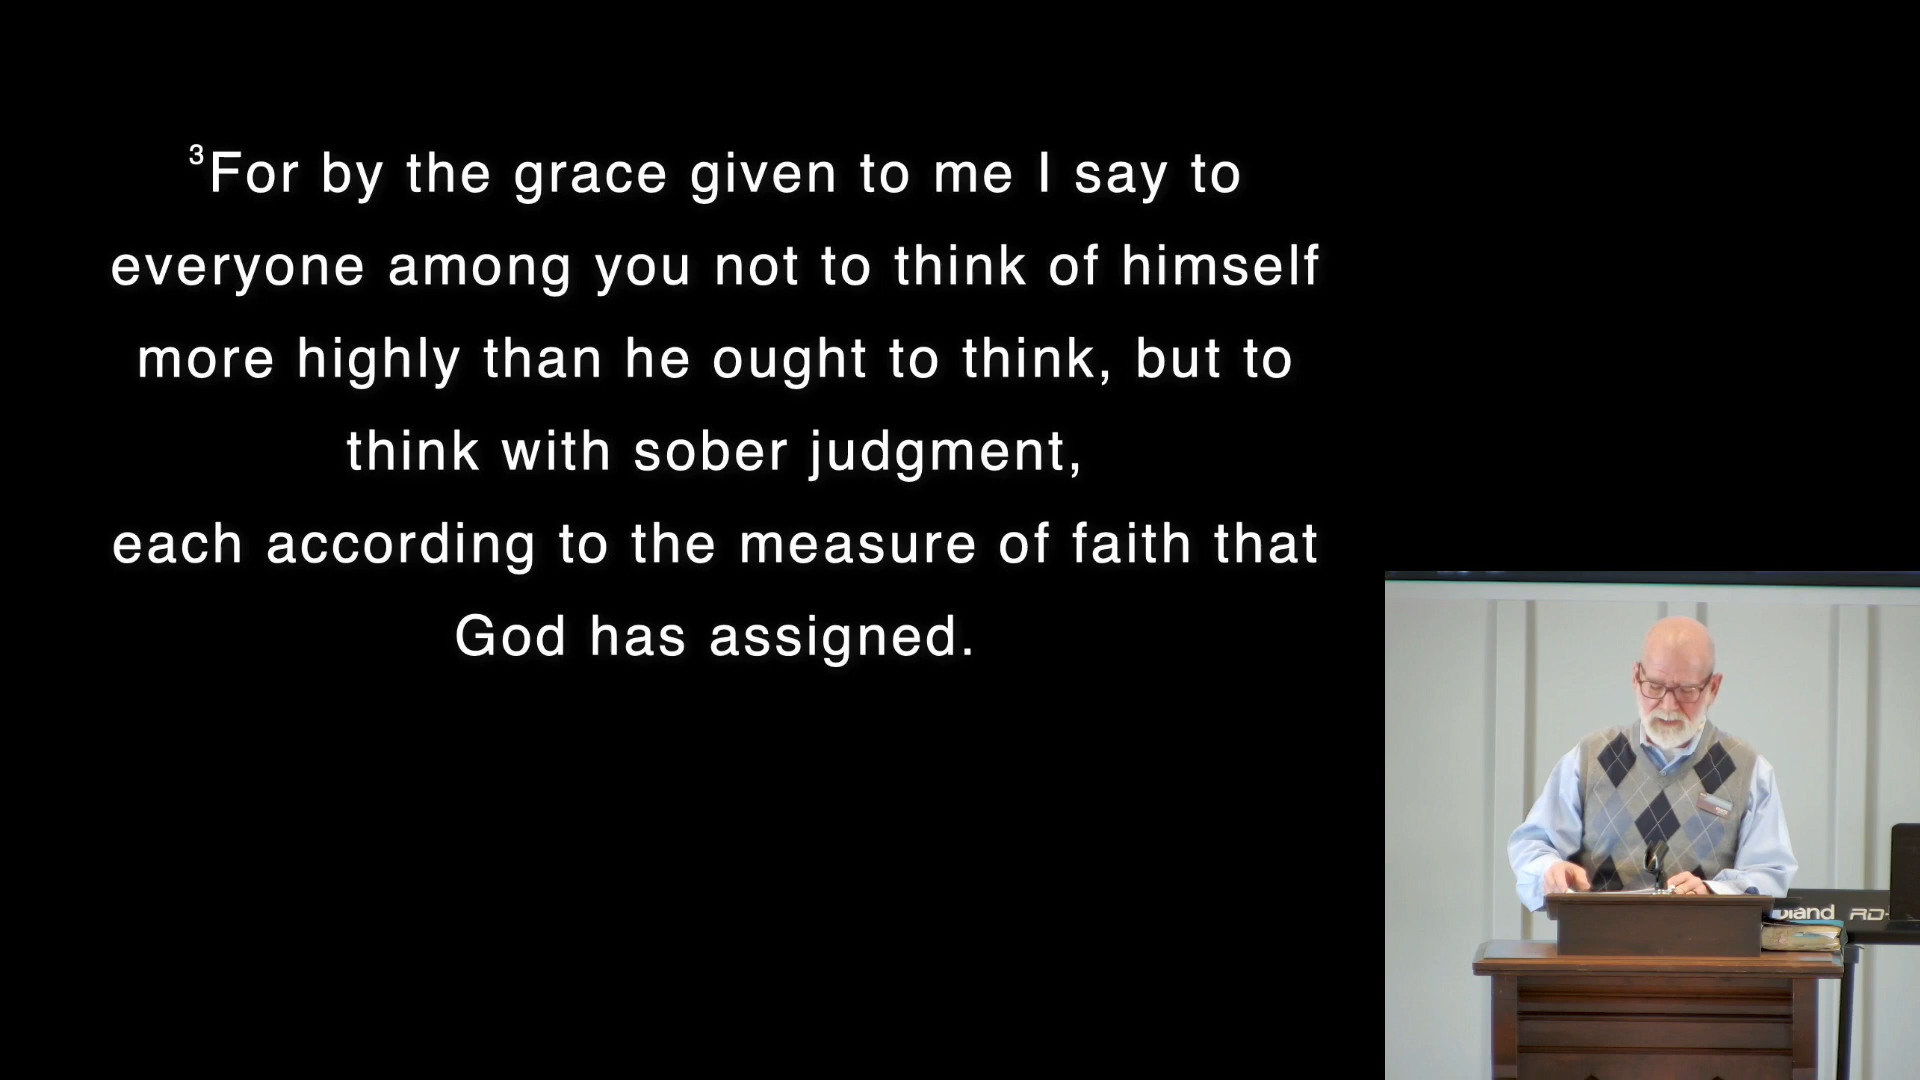 ³For by the grace given to me I say to
everyone among you not to think of himself
more highly than he ought to think, but to
think with sober judgment,
each according to the measure of faith that
God has assigned.
RD-